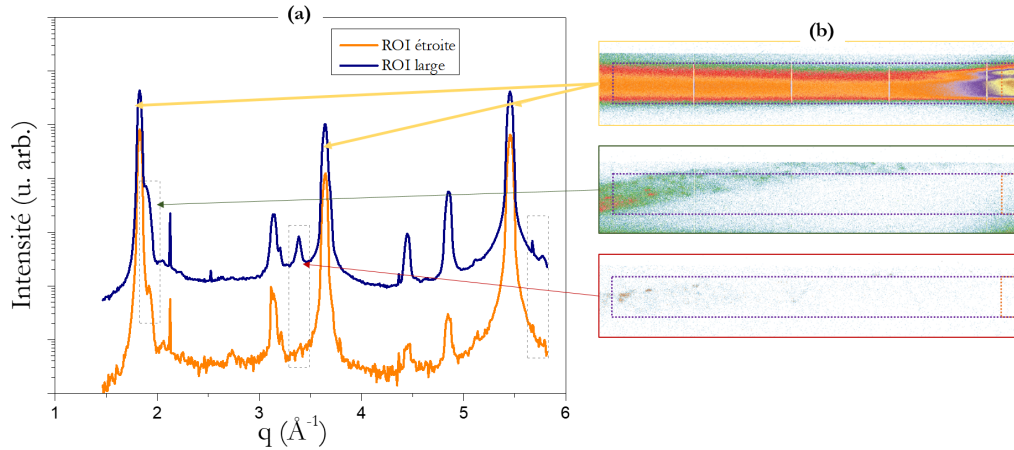 (a)
(b)
ROI étroite
ROI large
Intensité (u. arb.)
1 2 3 4 5 6
q (Å⁻¹)